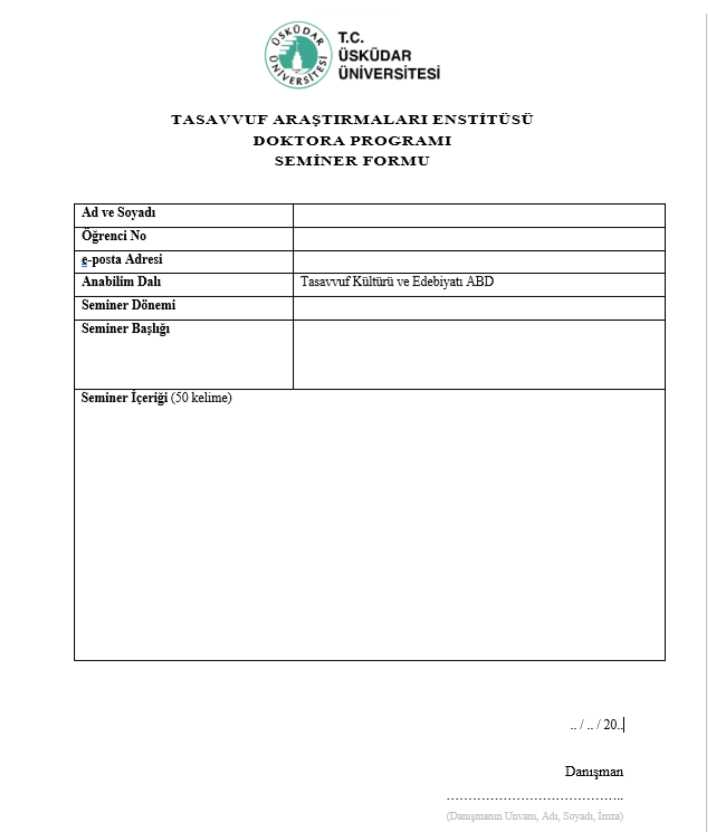 ÜSKÜDAR ÜNİVERSİTESİ
T.C.
ÜSKÜDAR
ÜNİVERSİTESİ
TASAVVUF ARAŞTIRMALARI ENSTİTÜSÜ
DOKTORA PROGRAMI
SEMİNER FORMU
Ad ve Soyadı
Öğrenci No
e-posta Adresi
Anabilim Dalı Tasavvuf Kültürü ve Edebiyatı ABD
Seminer Dönemi
Seminer Başlığı
Seminer İçeriği (50 kelime)
.. / .. / 20..
Danışman
..........................................
(Danışmanın Unvanı, Adı, Soyadı, İmza)